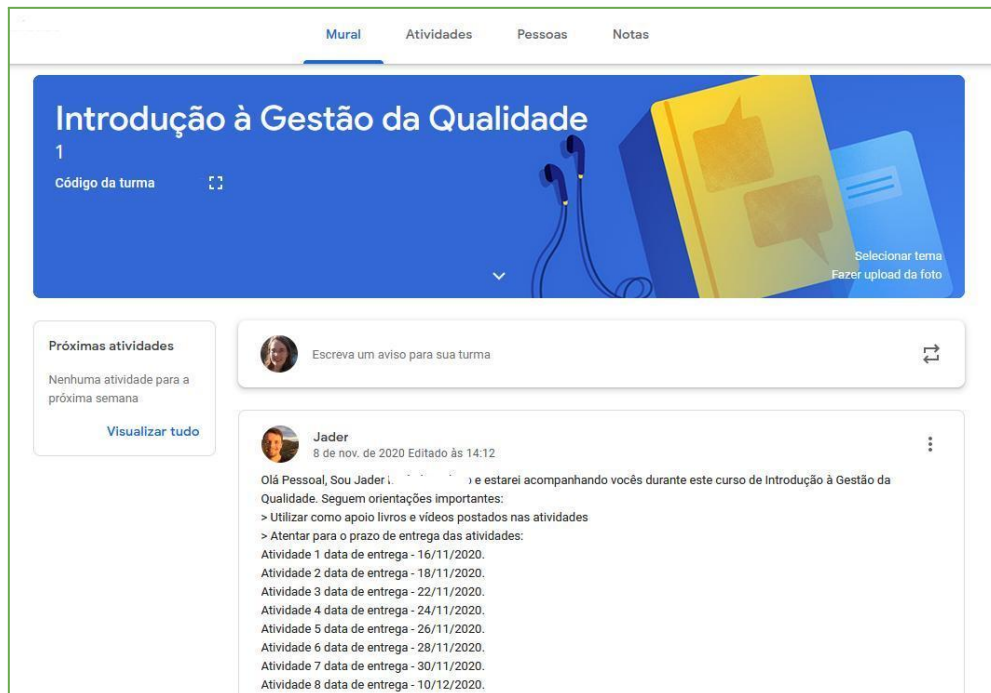 Mural Atividades Pessoas Notas
Introdução à Gestão da Qualidade
1
Código da turma
Selecionar tema
Fazer upload da foto
Próximas atividades
Nenhuma atividade para a
próxima semana
Visualizar tudo
Escreva um aviso para sua turma
Jader
8 de nov. de 2020 Editado às 14:12
Olá Pessoal, Sou Jader e estarei acompanhando vocês durante este curso de Introdução à Gestão da
Qualidade. Seguem orientações importantes:
> Utilizar como apoio livros e vídeos postados nas atividades
> Atentar para o prazo de entrega das atividades:
Atividade 1 data de entrega - 16/11/2020.
Atividade 2 data de entrega - 18/11/2020.
Atividade 3 data de entrega - 22/11/2020.
Atividade 4 data de entrega - 24/11/2020.
Atividade 5 data de entrega - 26/11/2020.
Atividade 6 data de entrega - 28/11/2020.
Atividade 7 data de entrega - 30/11/2020.
Atividade 8 data de entrega - 10/12/2020.